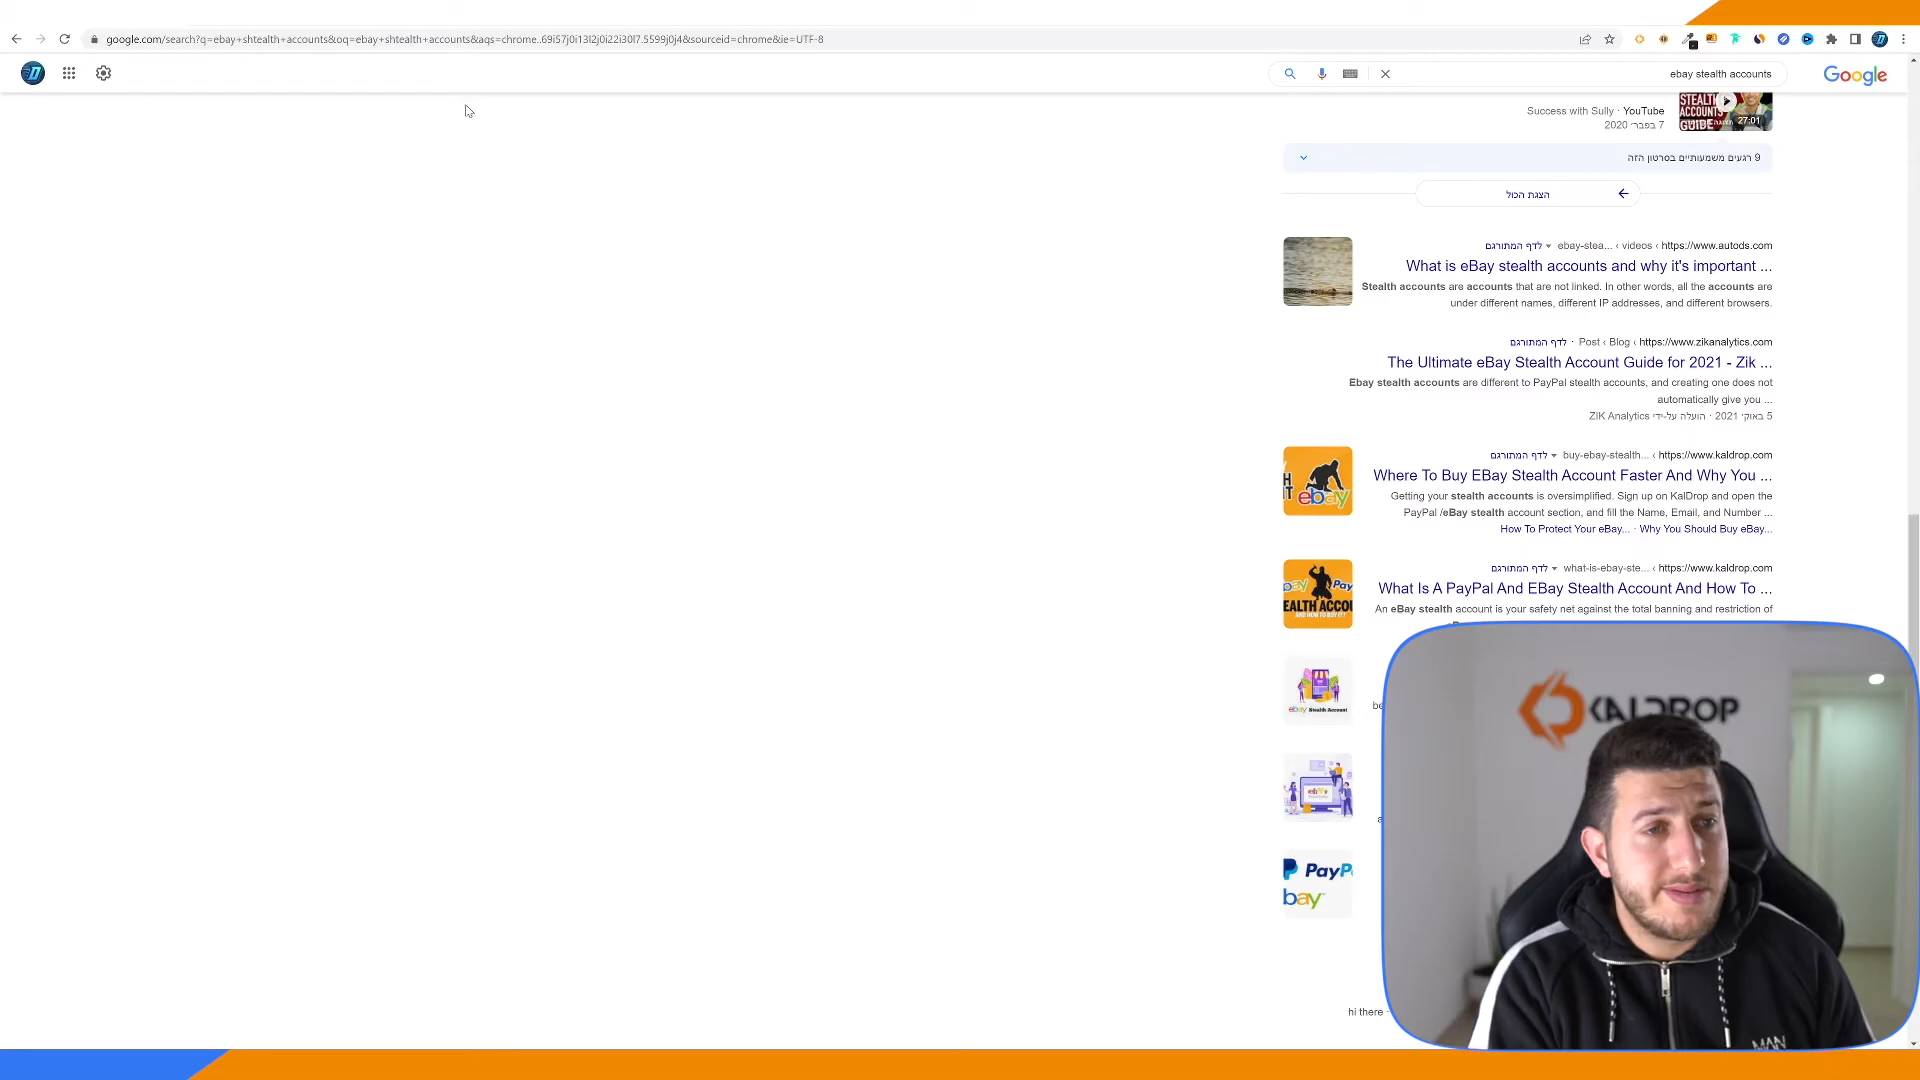 google.com/search?q=ebay+shtealth+accounts&oq=ebay+shtealth+accounts&aqs=chrome..69i57j0i13l2j0i22i30l7.5599j0j4&sourceid=chrome&ie=UTF-8
ebay stealth accounts
Google
Success with Sully · YouTube
7 בפבר׳ 2020
STEALTH
ACCOUNTS
GUIDE
27:01
9 רגעים משמעותיים בסרטון הזה
הצגת הכול
https://www.autods.com › videos › ebay-stea... לדף המתורגם
What is eBay stealth accounts and why it's important ...
Stealth accounts are accounts that are not linked. In other words, all the accounts are
under different names, different IP addresses, and different browsers.
https://www.zikanalytics.com › Blog › Post · לדף המתורגם
The Ultimate eBay Stealth Account Guide for 2021 - Zik ...
Ebay stealth accounts are different to PayPal stealth accounts, and creating one does not
automatically give you ...
5 באוק׳ 2021 · הועלה על-ידי ZIK Analytics
https://www.kaldrop.com › buy-ebay-stealth... לדף המתורגם
Where To Buy EBay Stealth Account Faster And Why You ...
Getting your stealth accounts is oversimplified. Sign up on KalDrop and open the
PayPal /eBay stealth account section, and fill the Name, Email, and Number ...
How To Protect Your eBay... · Why You Should Buy eBay...
ebay
https://www.kaldrop.com › what-is-ebay-ste... לדף המתורגם
What Is A PayPal And EBay Stealth Account And How To ...
An eBay stealth account is your safety net against the total banning and restriction of
ebay Stealth Account
PayP
bay
hi there
KALDROP
MAN